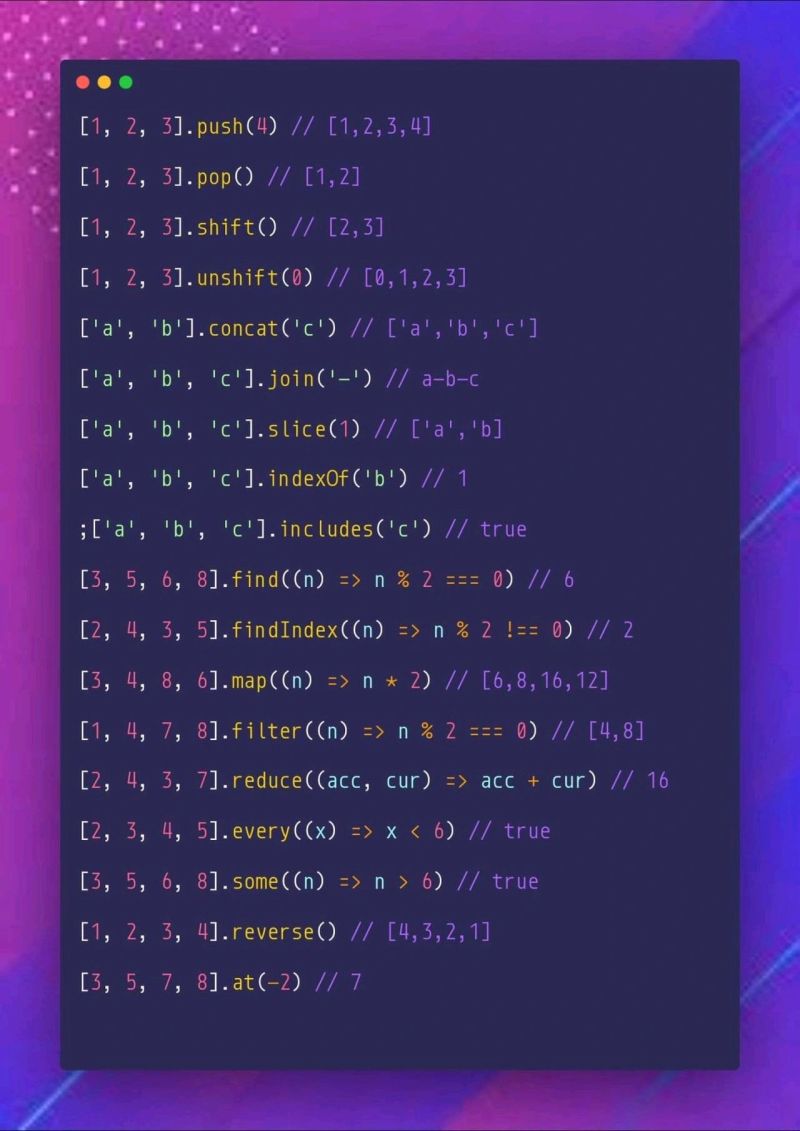 [1, 2, 3].push(4) // [1,2,3,4]
[1, 2, 3].pop() // [1,2]
[1, 2, 3].shift() // [2,3]
[1, 2, 3].unshift(0) // [0,1,2,3]
['a', 'b'].concat('c') // ['a','b','c']
['a', 'b', 'c'].join('-') // a-b-c
['a', 'b', 'c'].slice(1) // ['a','b]
['a', 'b', 'c'].indexOf('b') // 1
;['a', 'b', 'c'].includes('c') // true
[3, 5, 6, 8].find((n) => n % 2 === 0) // 6
[2, 4, 3, 5].findIndex((n) => n % 2 !== 0) // 2
[3, 4, 8, 6].map((n) => n * 2) // [6,8,16,12]
[1, 4, 7, 8].filter((n) => n % 2 === 0) // [4,8]
[2, 4, 3, 7].reduce((acc, cur) => acc + cur) // 16
[2, 3, 4, 5].every((x) => x < 6) // true
[3, 5, 6, 8].some((n) => n > 6) // true
[1, 2, 3, 4].reverse() // [4,3,2,1]
[3, 5, 7, 8].at(-2) // 7